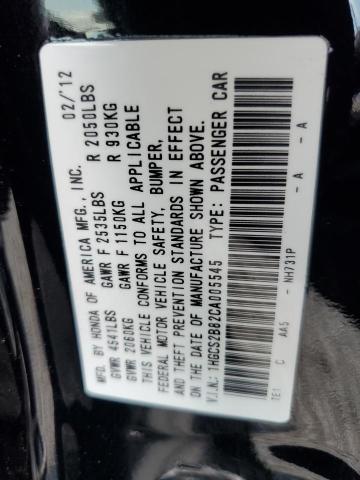 MFD. BY HONDA OF AMERICA MFG., INC. 02/'12
GVWR 4541LBS GAWR F 2535LBS R 2050LBS
GVWR 2060KG GAWR F 1150KG R 930KG
THIS VEHICLE CONFORMS TO ALL APPLICABLE
FEDERAL MOTOR VEHICLE SAFETY, BUMPER,
AND THEFT PREVENTION STANDARDS IN EFFECT
ON THE DATE OF MANUFACTURE SHOWN ABOVE.
V.I.N.: 1HGCS2B82CA005545 TYPE: PASSENGER CAR
TE1 C AA5 - NH731P - A - A